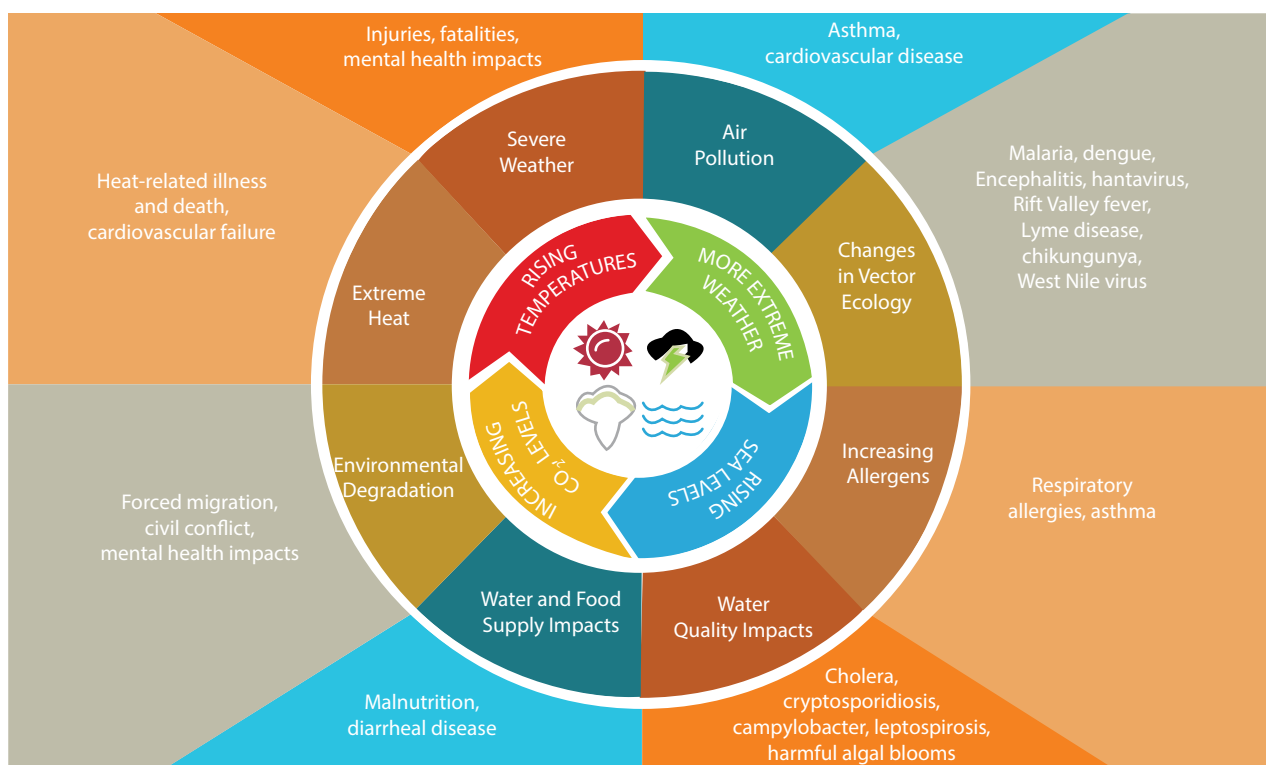 Injuries, fatalities,
mental health impacts
Asthma,
cardiovascular disease
Severe
Weather
Air
Pollution
Heat-related illness
and death,
cardiovascular failure
Malaria, dengue,
Encephalitis, hantavirus,
Rift Valley fever,
Lyme disease,
chikungunya,
West Nile virus
Extreme
Heat
Changes
in Vector
Ecology
RISING
TEMPERATURES
MORE EXTREME
WEATHER
INCREASING
CO₂ LEVELS
RISING
SEA LEVELS
Environmental
Degradation
Increasing
Allergens
Forced migration,
civil conflict,
mental health impacts
Respiratory
allergies, asthma
Water and Food
Supply Impacts
Water
Quality Impacts
Malnutrition,
diarrheal disease
Cholera,
cryptosporidiosis,
campylobacter, leptospirosis,
harmful algal blooms